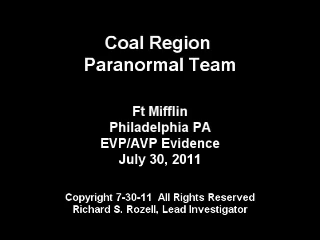 Coal Region
Paranormal Team
Ft Mifflin
Philadelphia PA
EVP/AVP Evidence
July 30, 2011
Copyright 7-30-11 All Rights Reserved
Richard S. Rozell, Lead Investigator